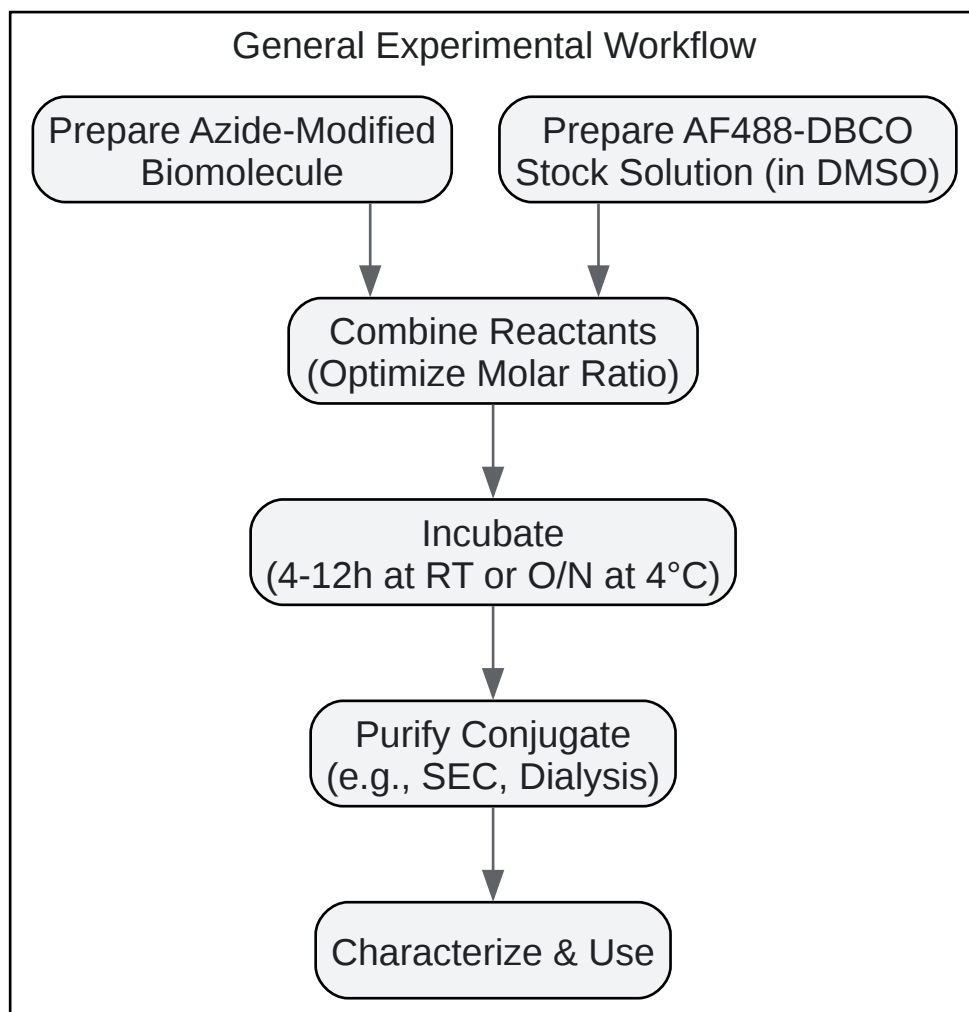 General Experimental Workflow
Prepare Azide-Modified
Biomolecule
Prepare AF488-DBCO
Stock Solution (in DMSO)
Combine Reactants
(Optimize Molar Ratio)
Incubate
(4-12h at RT or O/N at 4°C)
Purify Conjugate
(e.g., SEC, Dialysis)
Characterize & Use